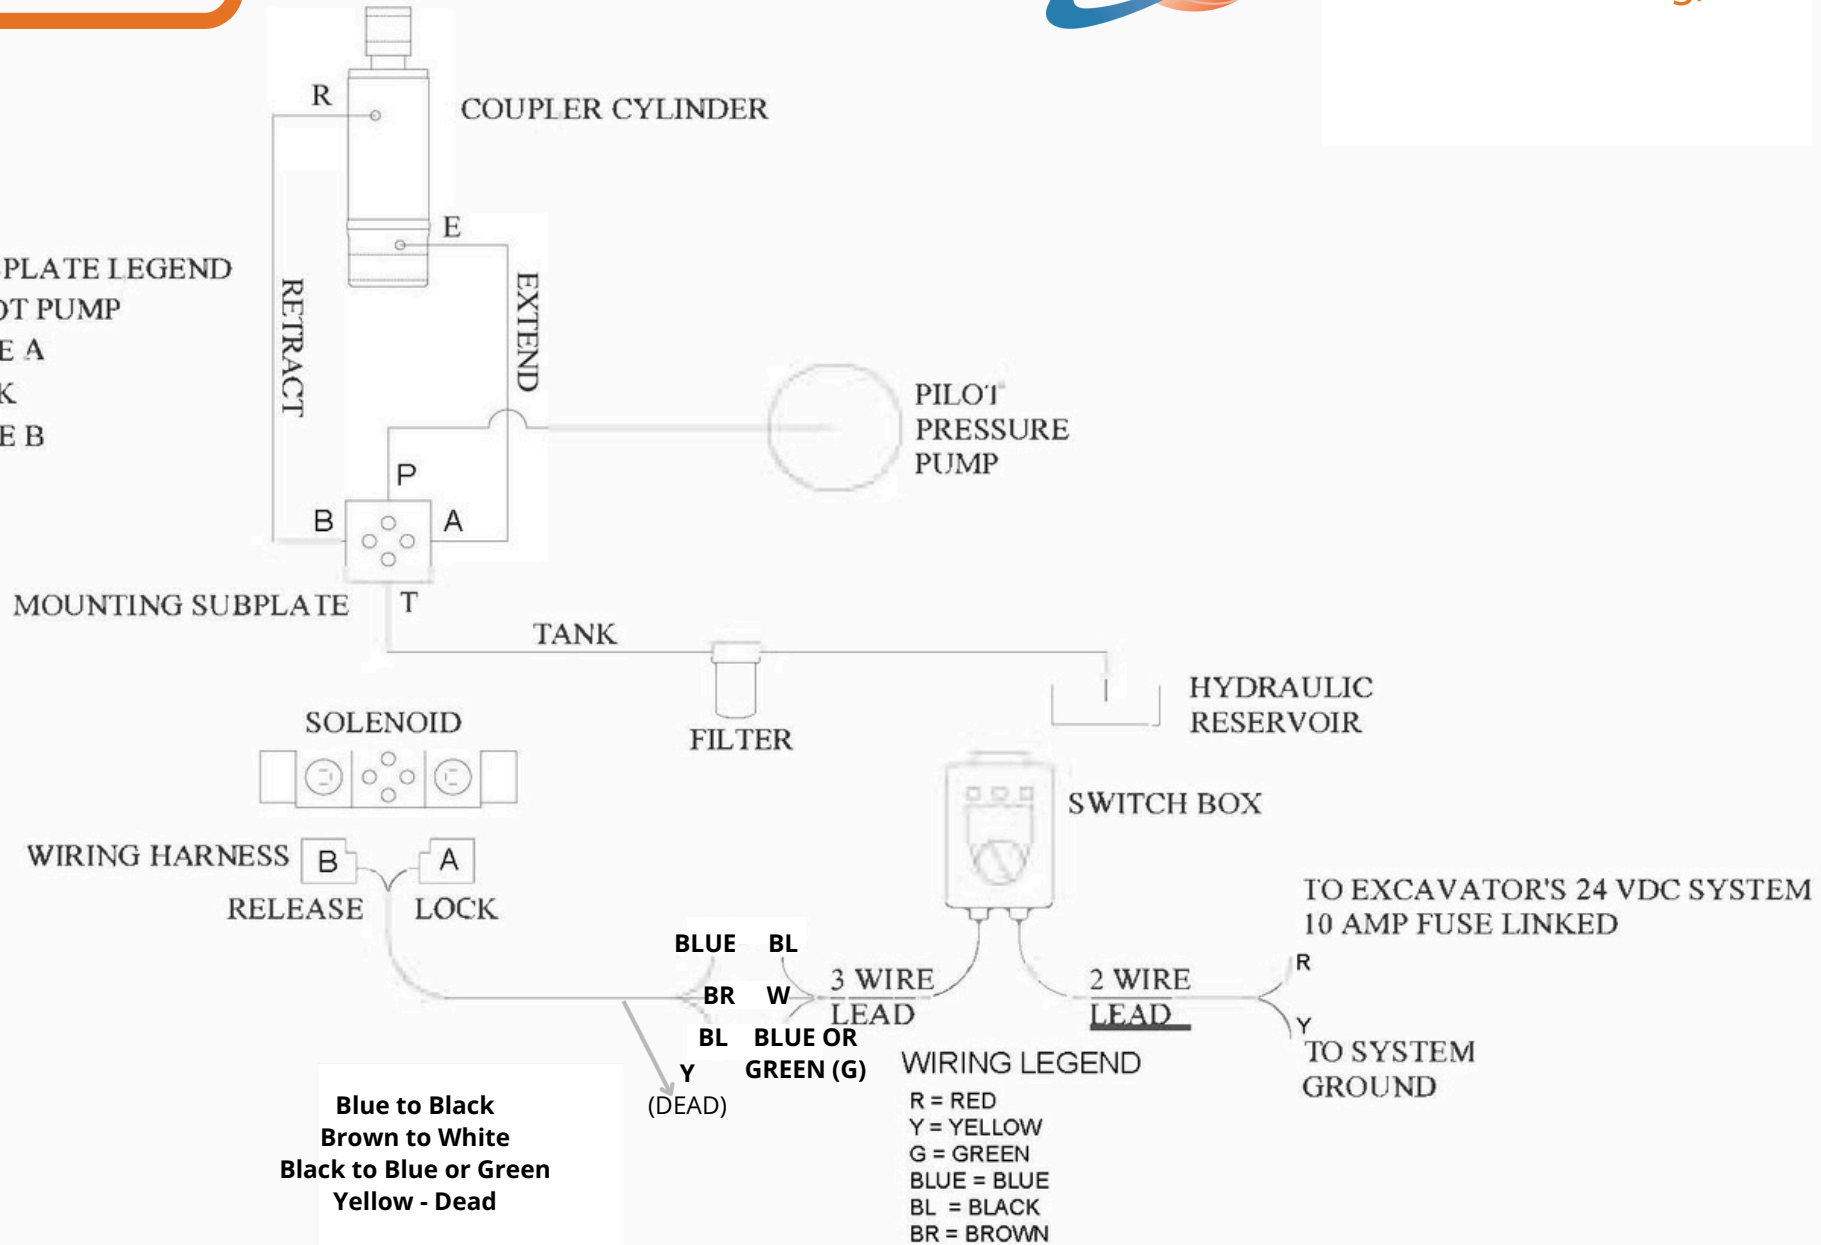 R
COUPLER CYLINDER
E
PLATE LEGEND
OT PUMP
E A
K
E B
RETRACT
EXTEND
PILOT
PRESSURE
PUMP
P
B
A
MOUNTING SUBPLATE
T
TANK
HYDRAULIC
RESERVOIR
SOLENOID
FILTER
SWITCH BOX
WIRING HARNESS
B
A
RELEASE
LOCK
TO EXCAVATOR'S 24 VDC SYSTEM
10 AMP FUSE LINKED
BLUE
BL
R
BR
W
3 WIRE
LEAD
2 WIRE
LEAD
BL
BLUE OR
GREEN (G)
Y
TO SYSTEM
GROUND
Y
(DEAD)
WIRING LEGEND
R = RED
Y = YELLOW
G = GREEN
BLUE = BLUE
BL = BLACK
BR = BROWN
Blue to Black
Brown to White
Black to Blue or Green
Yellow - Dead